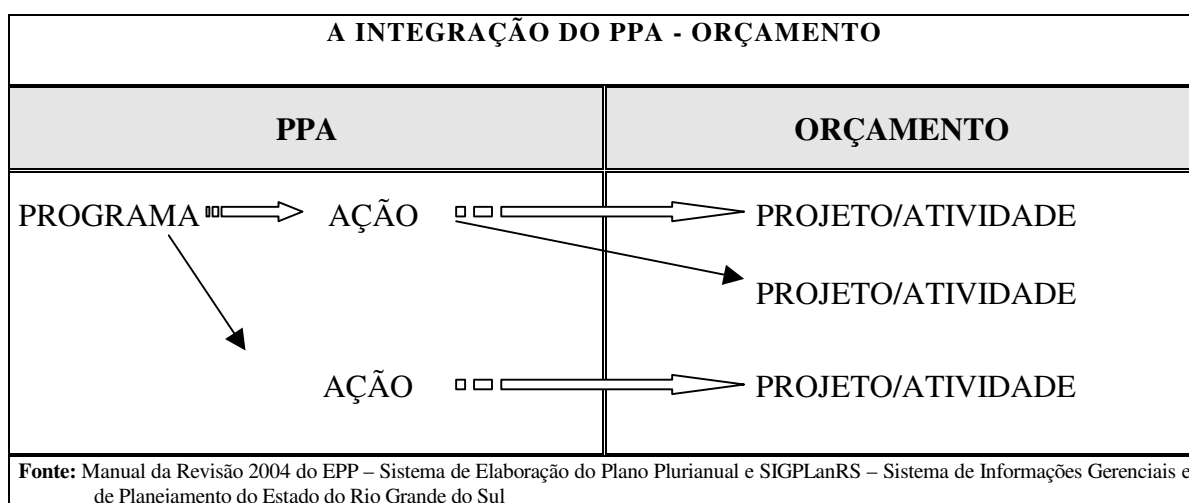 A INTEGRAÇÃO DO PPA - ORÇAMENTO
PPA ORÇAMENTO
PROGRAMA AÇÃO PROJETO/ATIVIDADE
PROJETO/ATIVIDADE
AÇÃO PROJETO/ATIVIDADE
Fonte: Manual da Revisão 2004 do EPP – Sistema de Elaboração do Plano Plurianual e SIGPLanRS – Sistema de Informações Gerenciais e
de Planejamento do Estado do Rio Grande do Sul